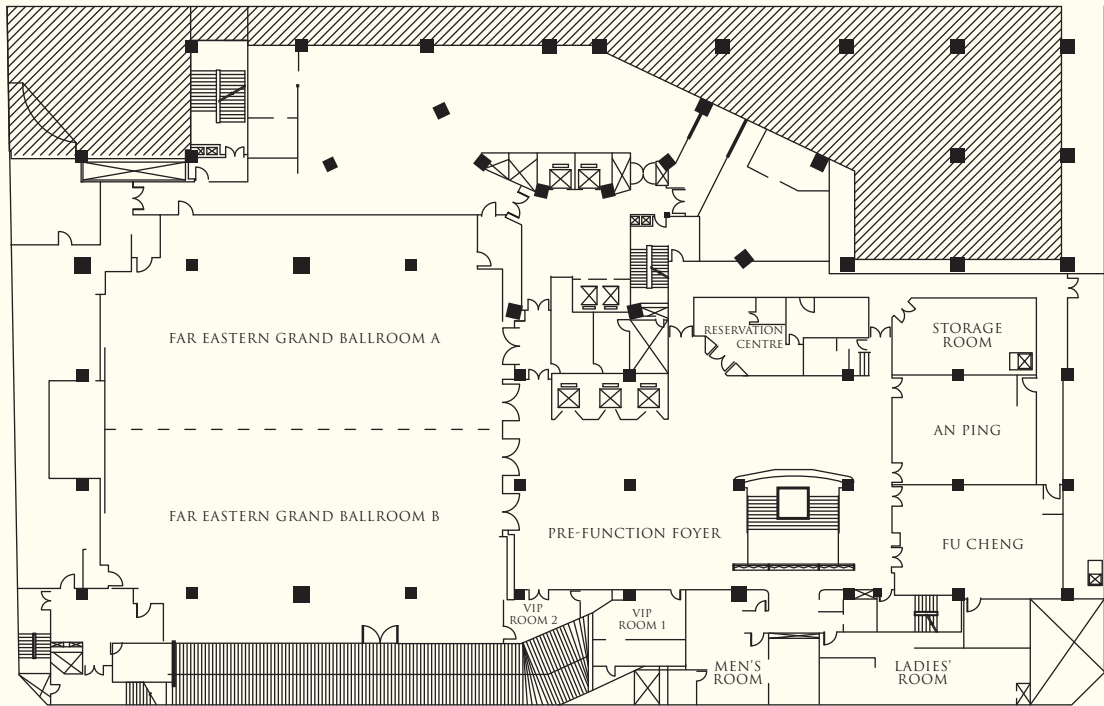 FAR EASTERN GRAND BALLROOM A
RESERVATION
CENTRE
STORAGE
ROOM
AN PING
FAR EASTERN GRAND BALLROOM B
PRE-FUNCTION FOYER
FU CHENG
VIP
ROOM 2
VIP
ROOM 1
MEN'S
ROOM
LADIES'
ROOM